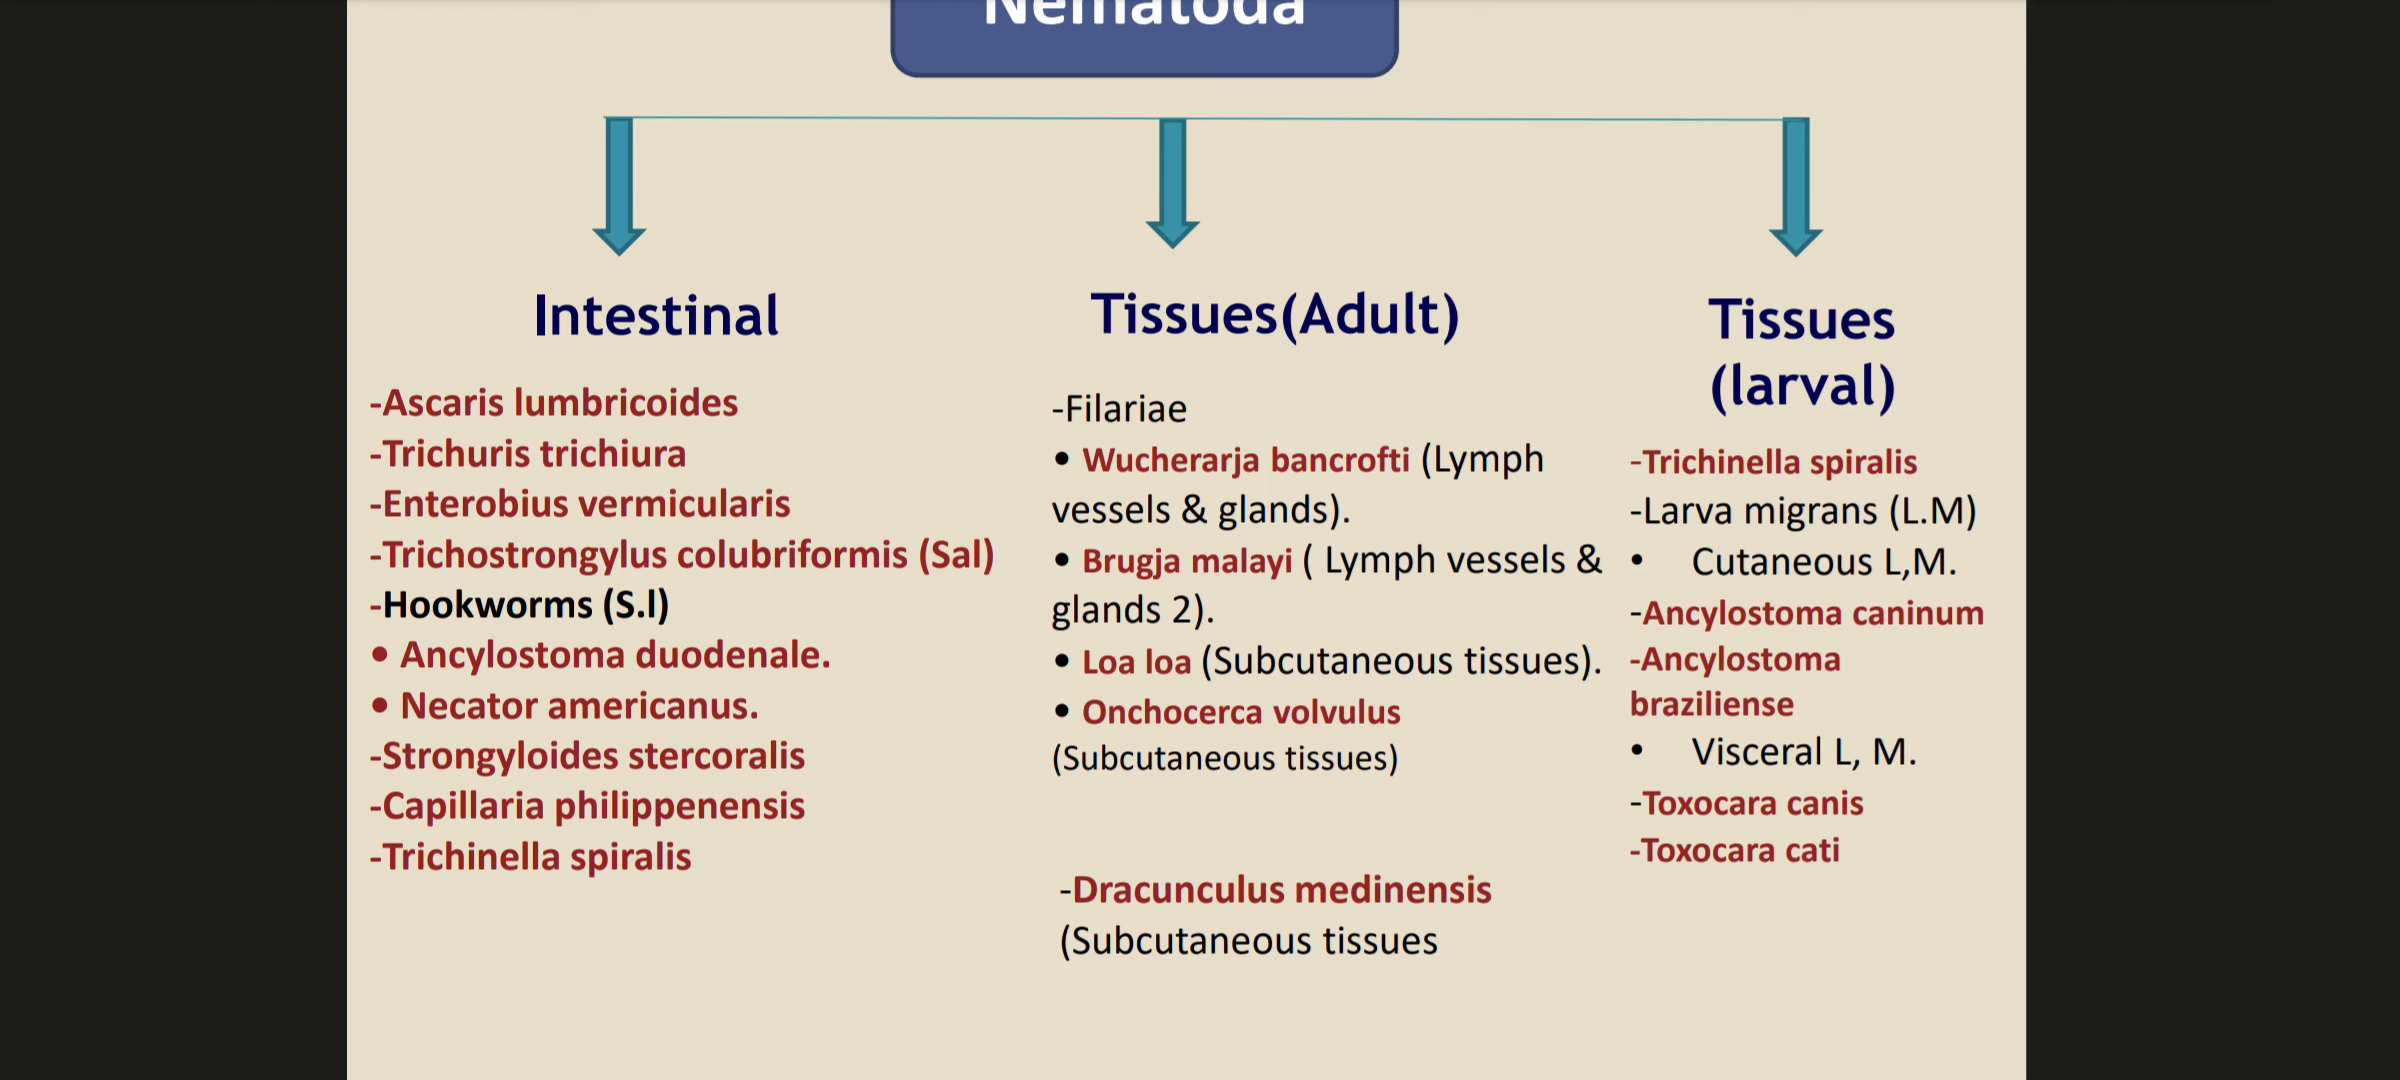 Nematoda
Intestinal
-Ascaris lumbricoides
-Trichuris trichiura
-Enterobius vermicularis
-Trichostrongylus colubriformis (Sal)
-Hookworms (S.I)
• Ancylostoma duodenale.
• Necator americanus.
-Strongyloides stercoralis
-Capillaria philippenensis
-Trichinella spiralis
Tissues(Adult)
-Filariae
• Wucherarja bancrofti (Lymph
vessels & glands).
• Brugja malayi ( Lymph vessels &
glands 2).
• Loa loa (Subcutaneous tissues).
• Onchocerca volvulus
(Subcutaneous tissues)
-Dracunculus medinensis
(Subcutaneous tissues
Tissues
(larval)
-Trichinella spiralis
-Larva migrans (L.M)
• Cutaneous L,M.
-Ancylostoma caninum
-Ancylostoma
braziliense
• Visceral L, M.
-Toxocara canis
-Toxocara cati